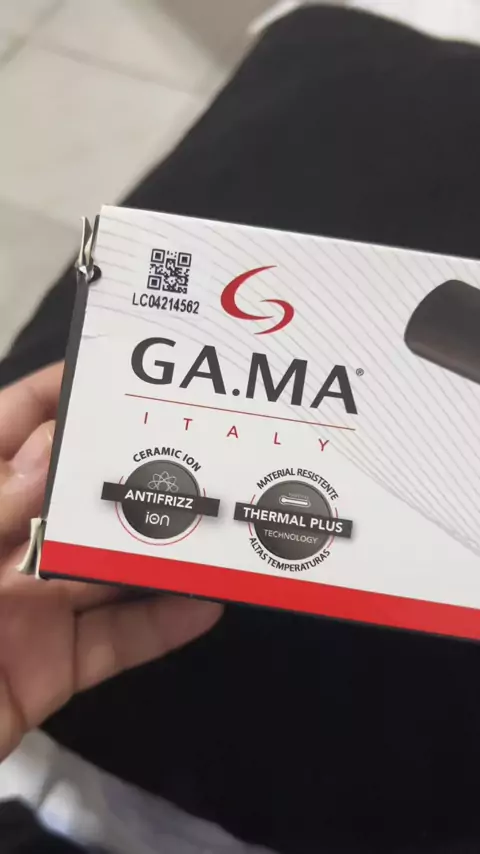 LC04214562
GA.MA®
ITALY
CERAMIC ION
ANTIFRIZZ
ion
MATERIAL RESISTENTE
THERMAL PLUS
TECHNOLOGY
ALTAS TEMPERATURAS